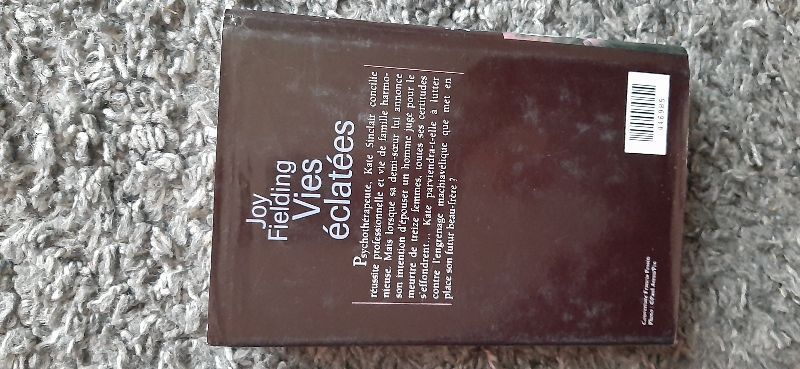 Joy
Fielding
Vies
éclatées
Psychothérapeute, Kate Sinclair concilie
réussite professionnelle et vie de famille harmo-
nieuse. Mais lorsque sa demi-sœur lui annonce
son intention d'épouser un homme jugé pour le
meurtre de treize femmes, toutes ses certitudes
s'effondrent... Kate parviendra-t-elle à lutter
contre l'engrenage machiavélique que met en
place son futur beau-frère ?
416985
Photo :